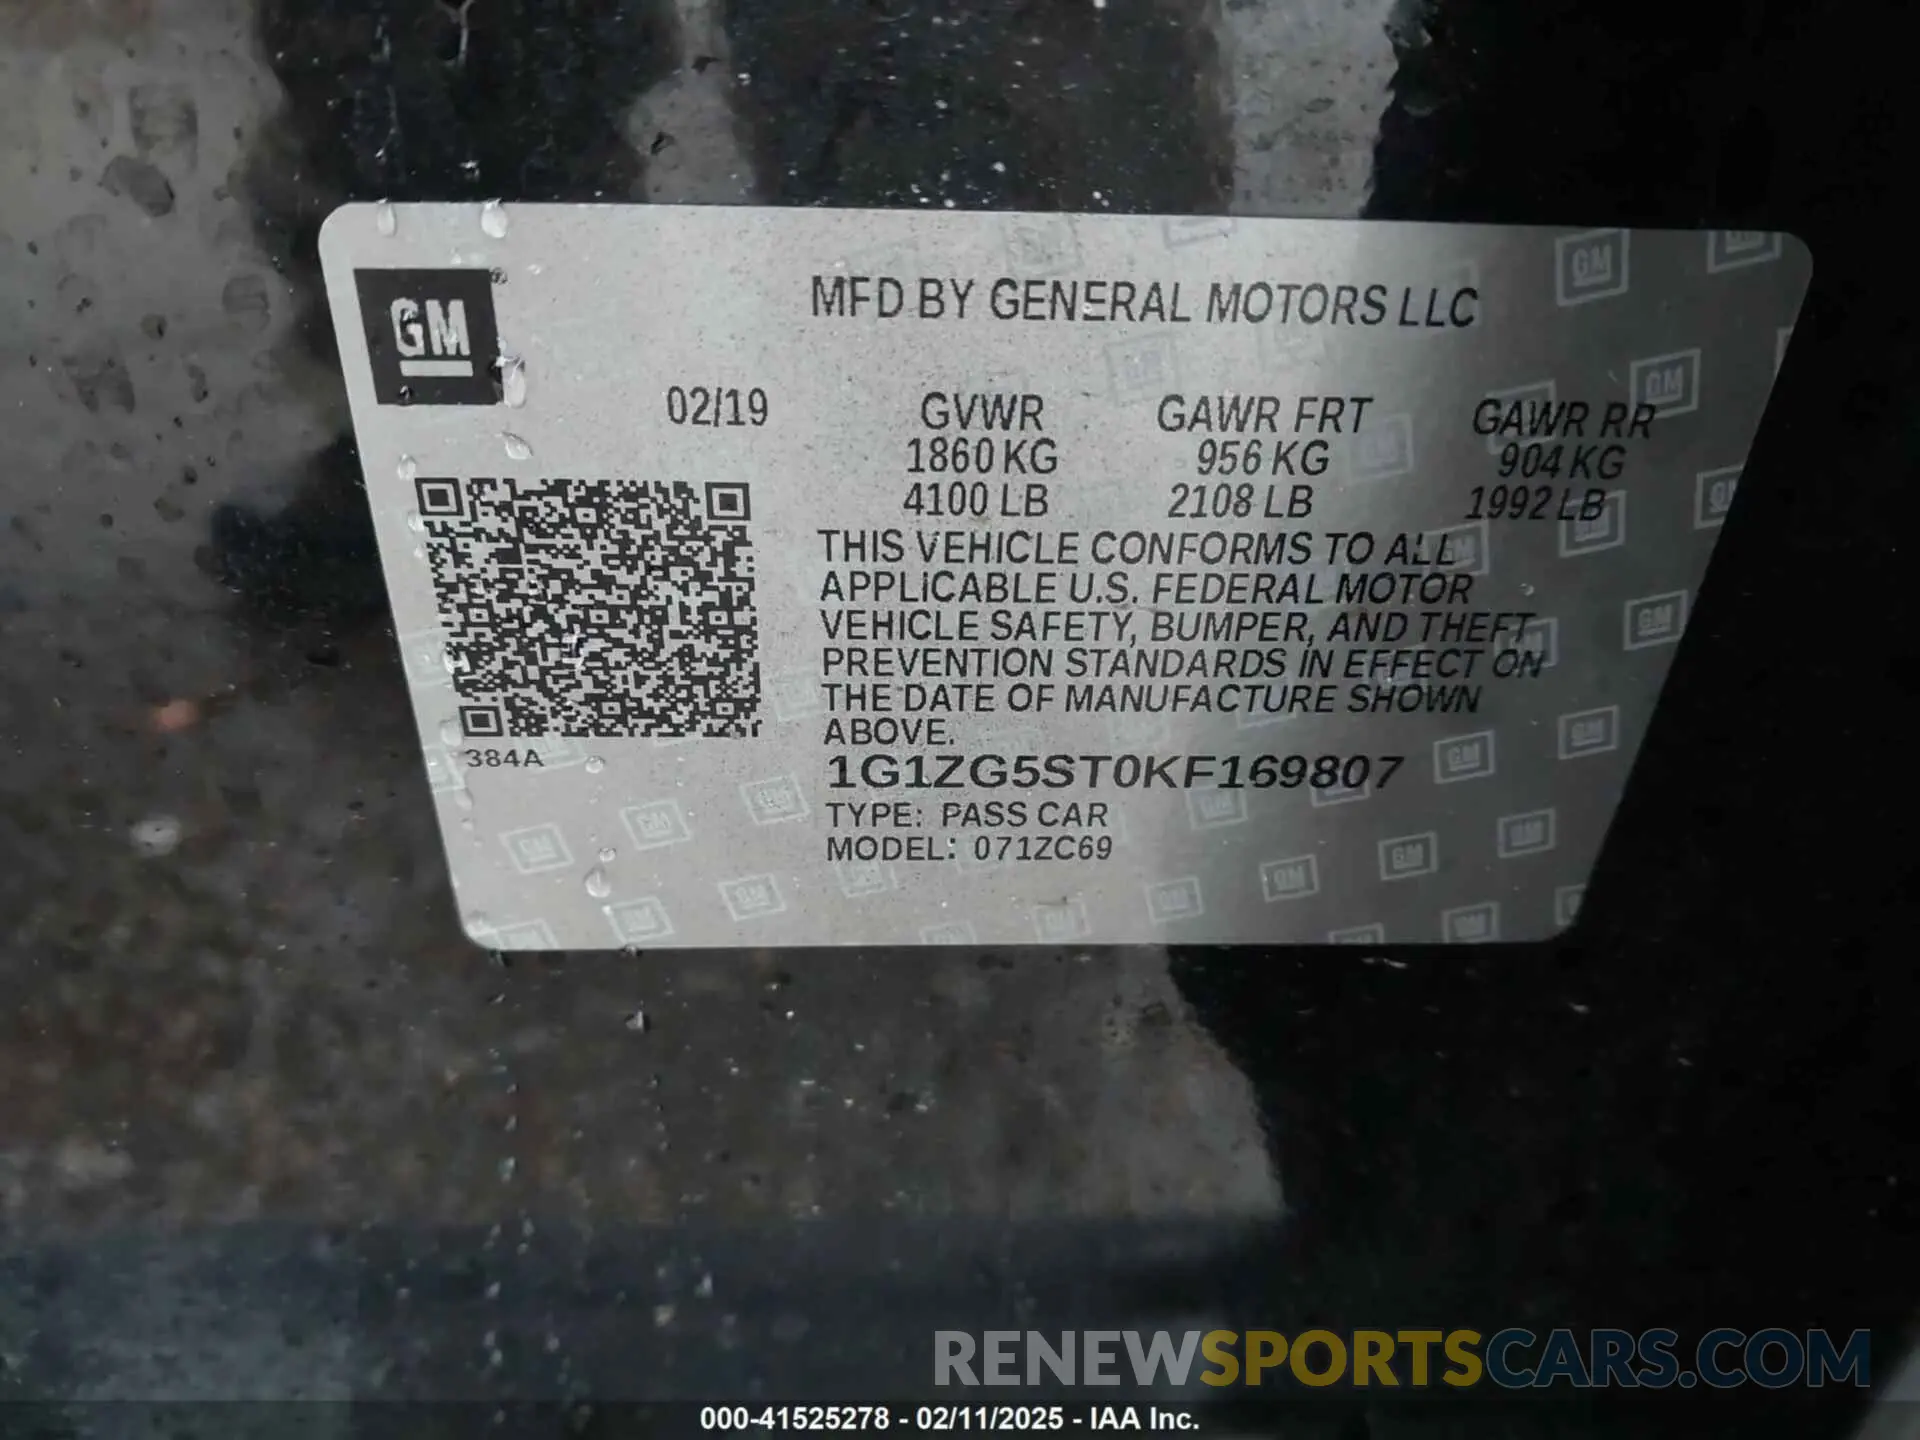 GM
MFD BY GENERAL MOTORS LLC
02/19 GVWR GAWR FRT GAWR RR
1860 KG 956 KG 904 KG
4100 LB 2108 LB 1992 LB
THIS VEHICLE CONFORMS TO ALL
APPLICABLE U.S. FEDERAL MOTOR
VEHICLE SAFETY, BUMPER, AND THEFT
PREVENTION STANDARDS IN EFFECT ON
THE DATE OF MANUFACTURE SHOWN
ABOVE.
384A
1G1ZG5ST0KF169807
TYPE: PASS CAR
MODEL: 071ZC69
RENEWSPORTSCARS.COM
000-41525278 - 02/11/2025 - IAA Inc.